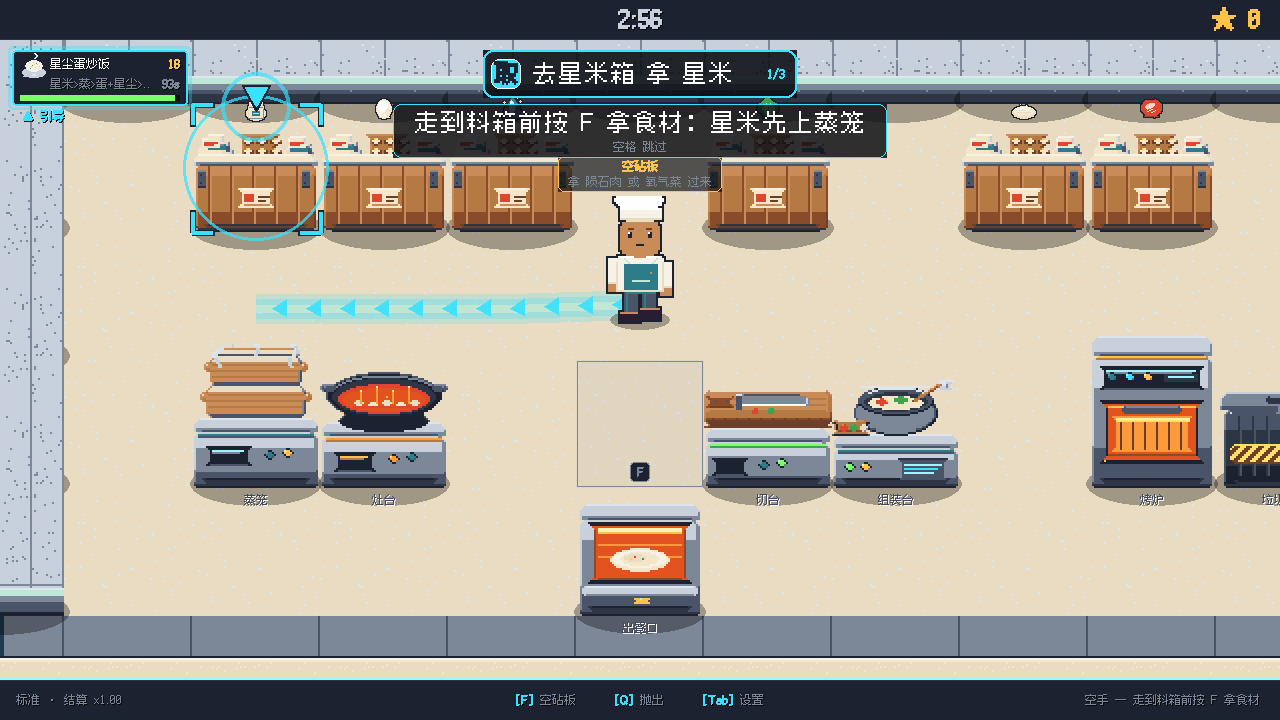 2:56
0
星尘蛋炒饭 18
星米>蒸>蛋+星尘>.. 93s
▲ 引导
去星米箱 拿 星米 1/3
走到料箱前按 F 拿食材: 星米先上蒸笼
空格 跳过
空砧板
拿 陨石肉 或 氧气菜 过来
F
蒸笼
灶台
切台
组装台
烤炉
出餐口
标准 · 结算 x1.00
[F] 空砧板
[Q] 抛出
[Tab] 设置
空手 — 走到料箱前按 F 拿食材